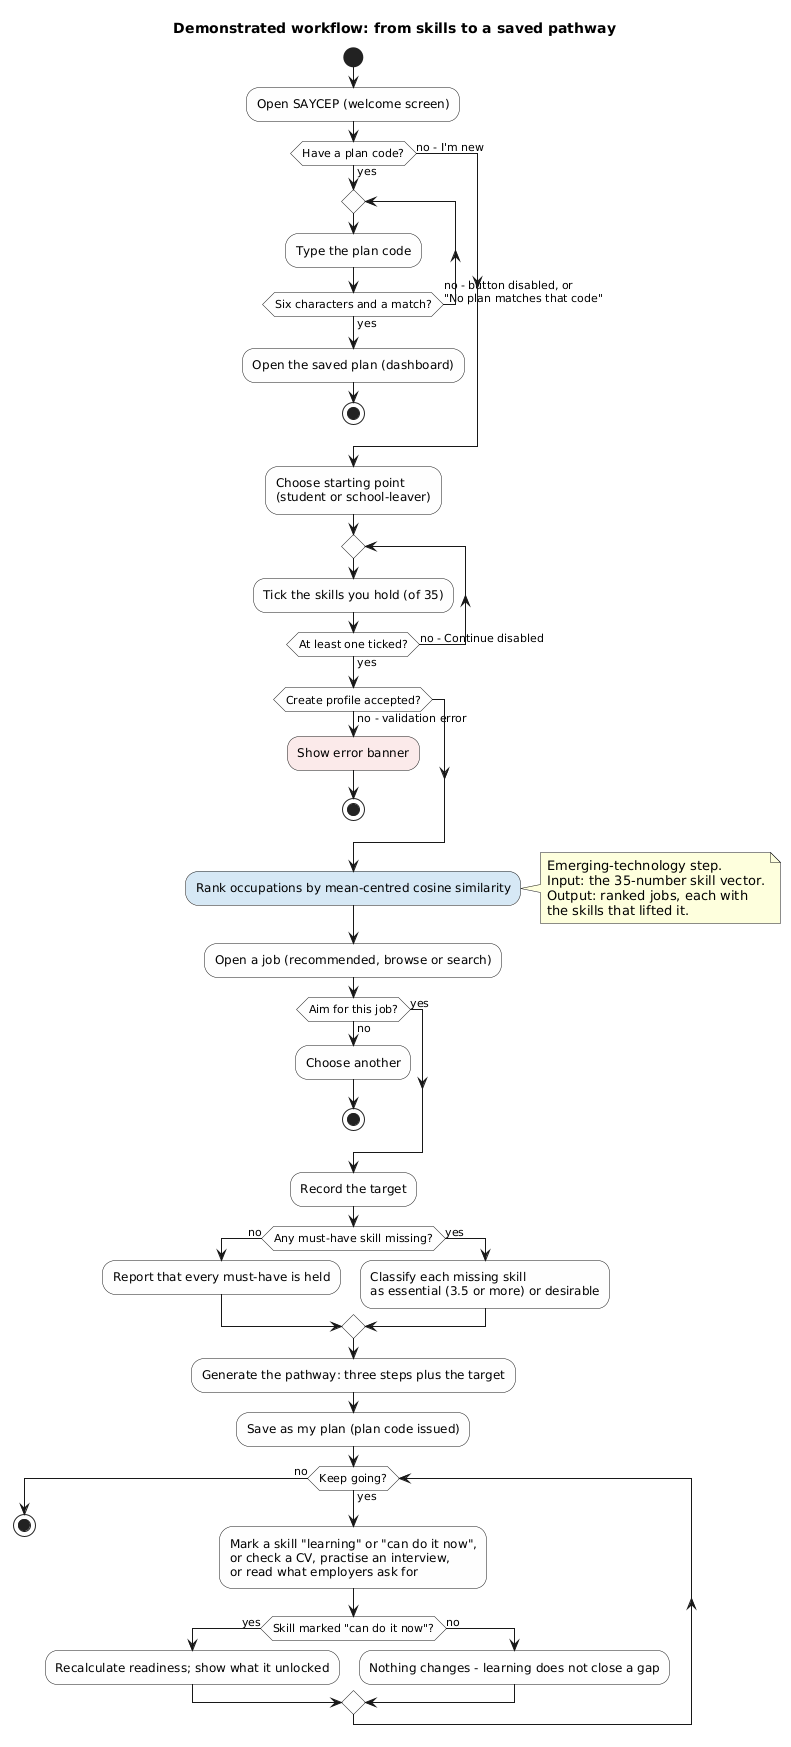 Demonstrated workflow: from skills to a saved pathway
Open SAYCEP (welcome screen)
Have a plan code?
no - I'm new
yes
Type the plan code
no - button disabled, or
"No plan matches that code"
Six characters and a match?
yes
Open the saved plan (dashboard)
Choose starting point
(student or school-leaver)
Tick the skills you hold (of 35)
At least one ticked?
no - Continue disabled
yes
Create profile accepted?
no - validation error
Show error banner
Rank occupations by mean-centred cosine similarity
Emerging-technology step.
Input: the 35-number skill vector.
Output: ranked jobs, each with
the skills that lifted it.
Open a job (recommended, browse or search)
Aim for this job?
yes
no
Choose another
Record the target
no
Any must-have skill missing?
yes
Report that every must-have is held
Classify each missing skill
as essential (3.5 or more) or desirable
Generate the pathway: three steps plus the target
Save as my plan (plan code issued)
no
Keep going?
yes
Mark a skill "learning" or "can do it now",
or check a CV, practise an interview,
or read what employers ask for
yes
Skill marked "can do it now"?
no
Recalculate readiness; show what it unlocked
Nothing changes - learning does not close a gap